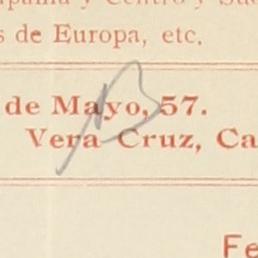 s de Europa, etc.
de Mayo, 57.
Vera Cruz, Ca
Fe